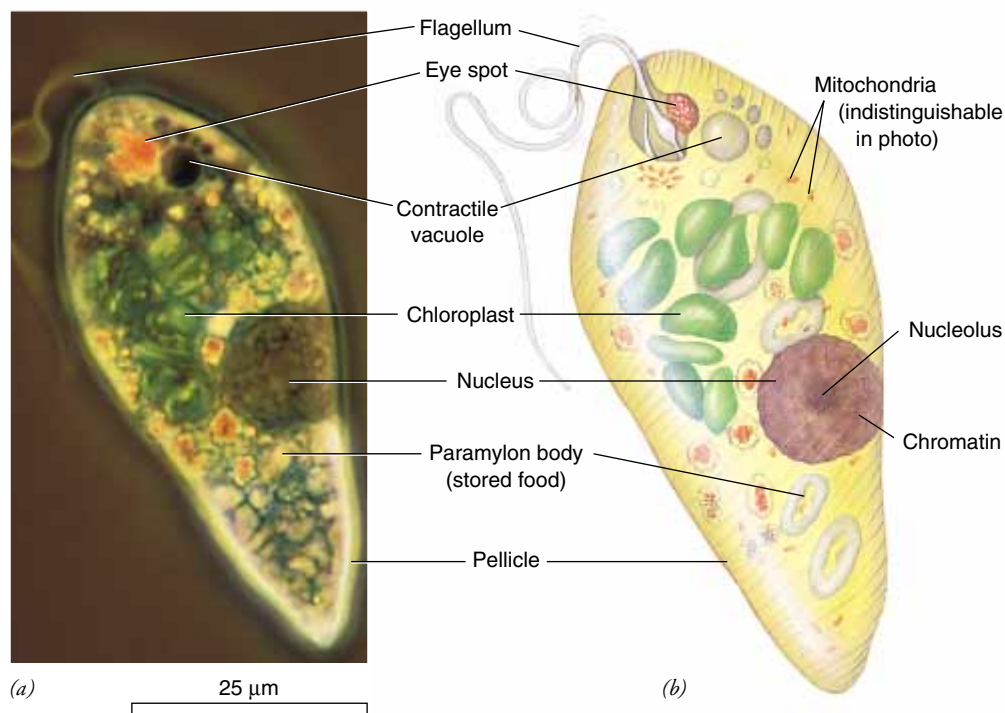 Flagellum
Eye spot
Mitochondria
(indistinguishable
in photo)
Contractile
vacuole
Chloroplast
Nucleolus
Nucleus
Chromatin
Paramylon body
(stored food)
Pellicle
(a)
25 μm
(b)